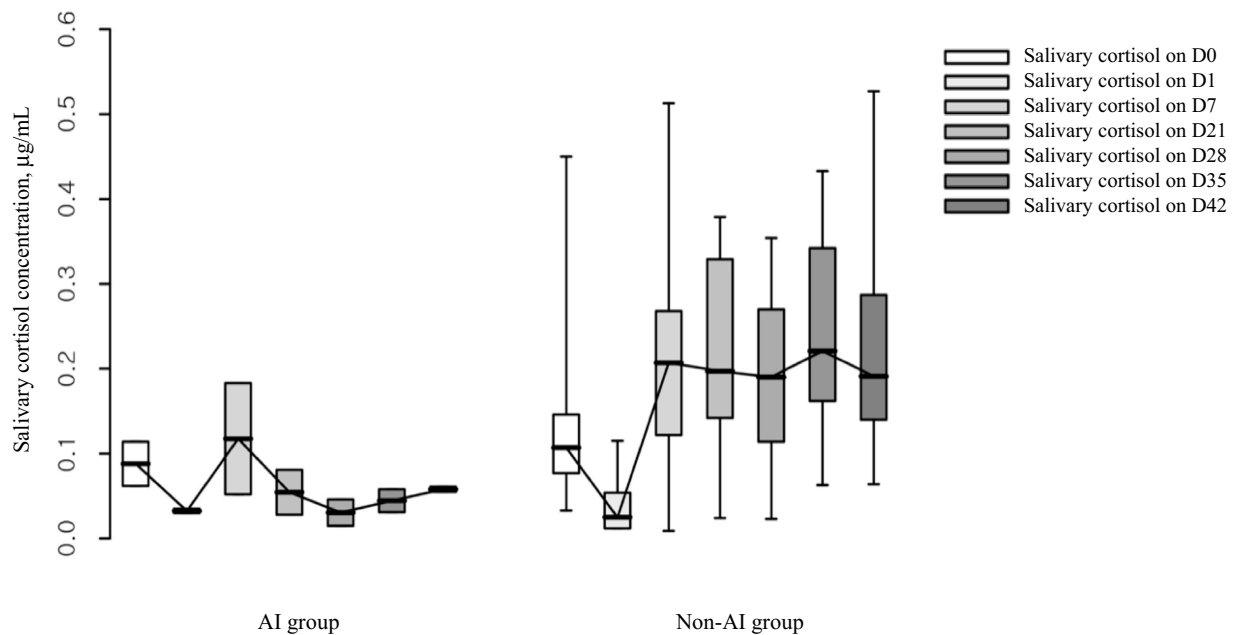 Salivary cortisol concentration, μg/mL
0.6
0.5
0.4
0.3
0.2
0.1
0.0
AI group
Non-AI group
Salivary cortisol on D0
Salivary cortisol on D1
Salivary cortisol on D7
Salivary cortisol on D21
Salivary cortisol on D28
Salivary cortisol on D35
Salivary cortisol on D42